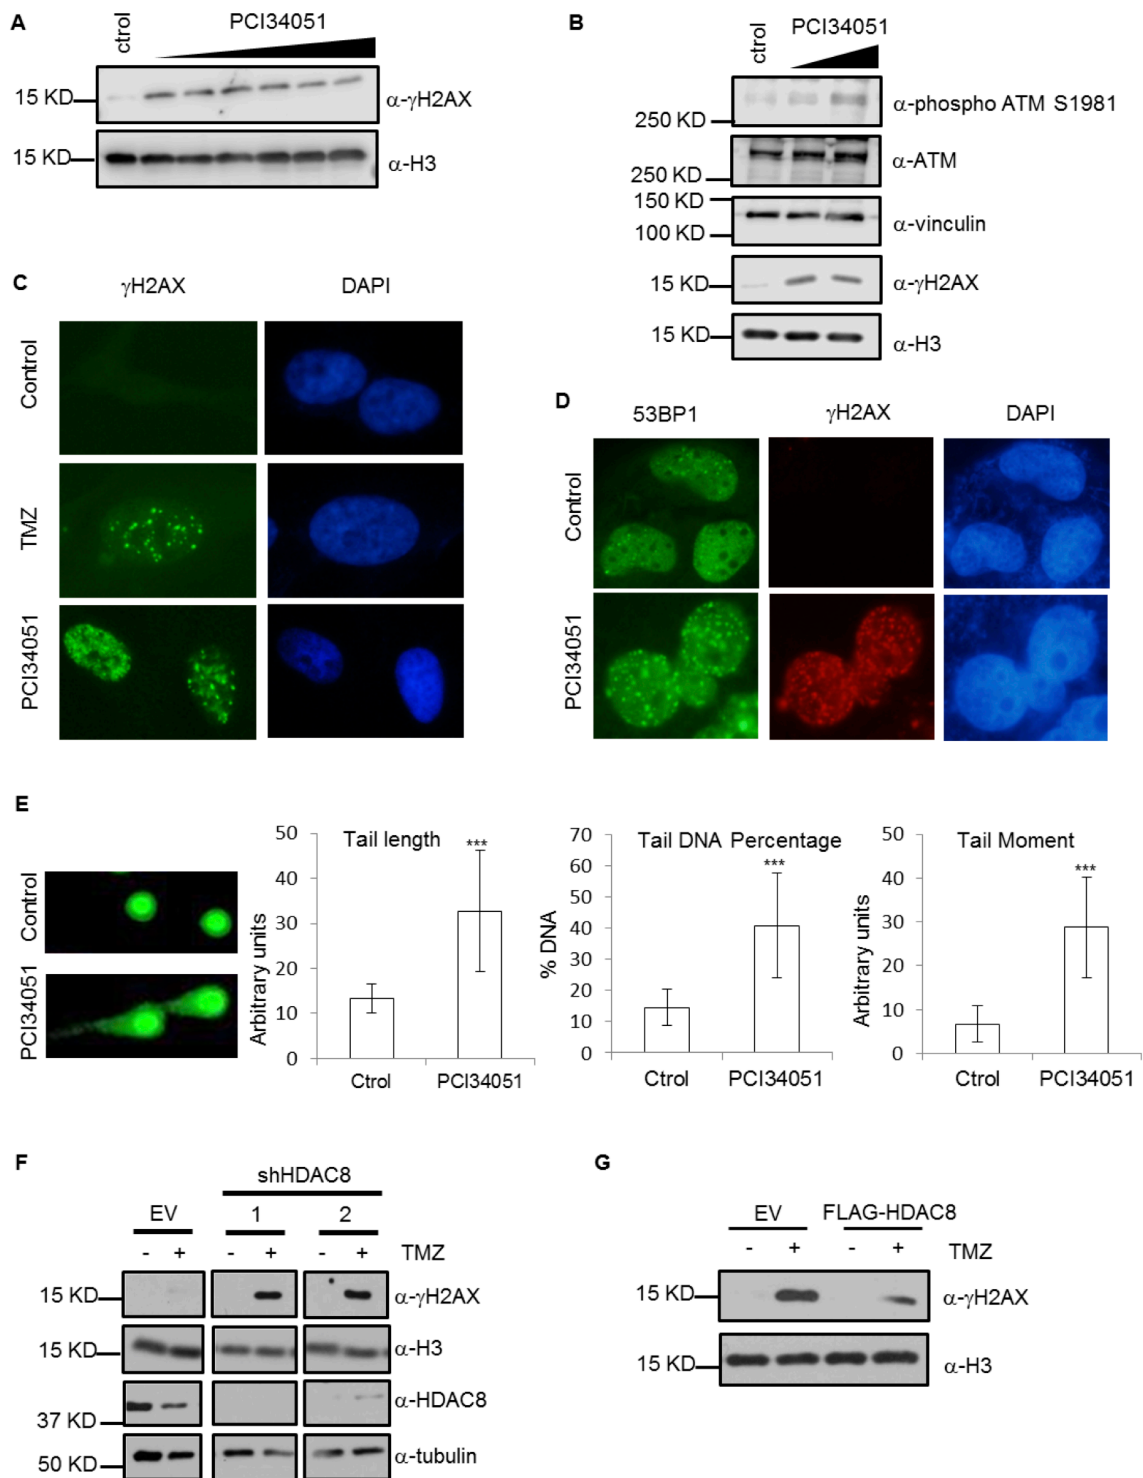 A
ctrol
PCI34051
15 KD
α-γH2AX
15 KD
α-H3
B
ctrol
PCI34051
250 KD
α-phospho ATM S1981
250 KD
α-ATM
150 KD
100 KD
α-vinculin
15 KD
α-γH2AX
15 KD
α-H3
C
γH2AX DAPI
Control
TMZ
PCI34051
D
53BP1 γH2AX DAPI
Control
PCI34051
E
Control
PCI34051
Tail length
***
Arbitrary units
50
40
30
20
10
0
Ctrol PCI34051
Tail DNA Percentage
***
% DNA
70
60
50
40
30
20
10
0
Ctrol PCI34051
Tail Moment
***
Arbitrary units
50
40
30
20
10
0
Ctrol PCI34051
F
shHDAC8
EV 1 2
- + - + - + TMZ
15 KD α-γH2AX
15 KD α-H3
37 KD α-HDAC8
50 KD α-tubulin
G
EV FLAG-HDAC8
- + - + TMZ
15 KD α-γH2AX
15 KD α-H3